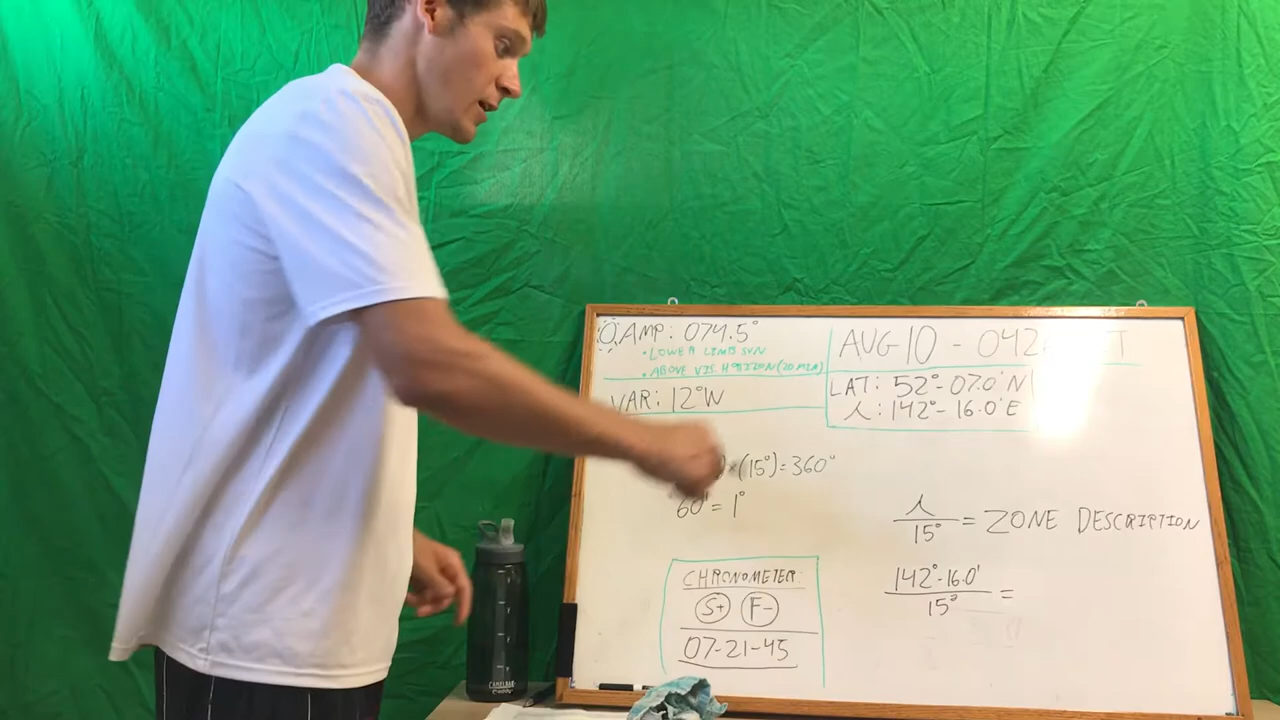 AMP: 074.5°
• LOWER LIMB SUN
• ABOVE VIS. HORIZON (20 MIN)
VAR: 12°W
AUG 10 - 042 T
LAT: 52°-07.0'N
λ: 142°-16.0'E
×(15°)=360°
60' = 1°
λ/15° = ZONE DESCRIPTION
142°-16.0'/15° =
CHRONOMETER:
S+ F-
07-21-45
CAMELBAK